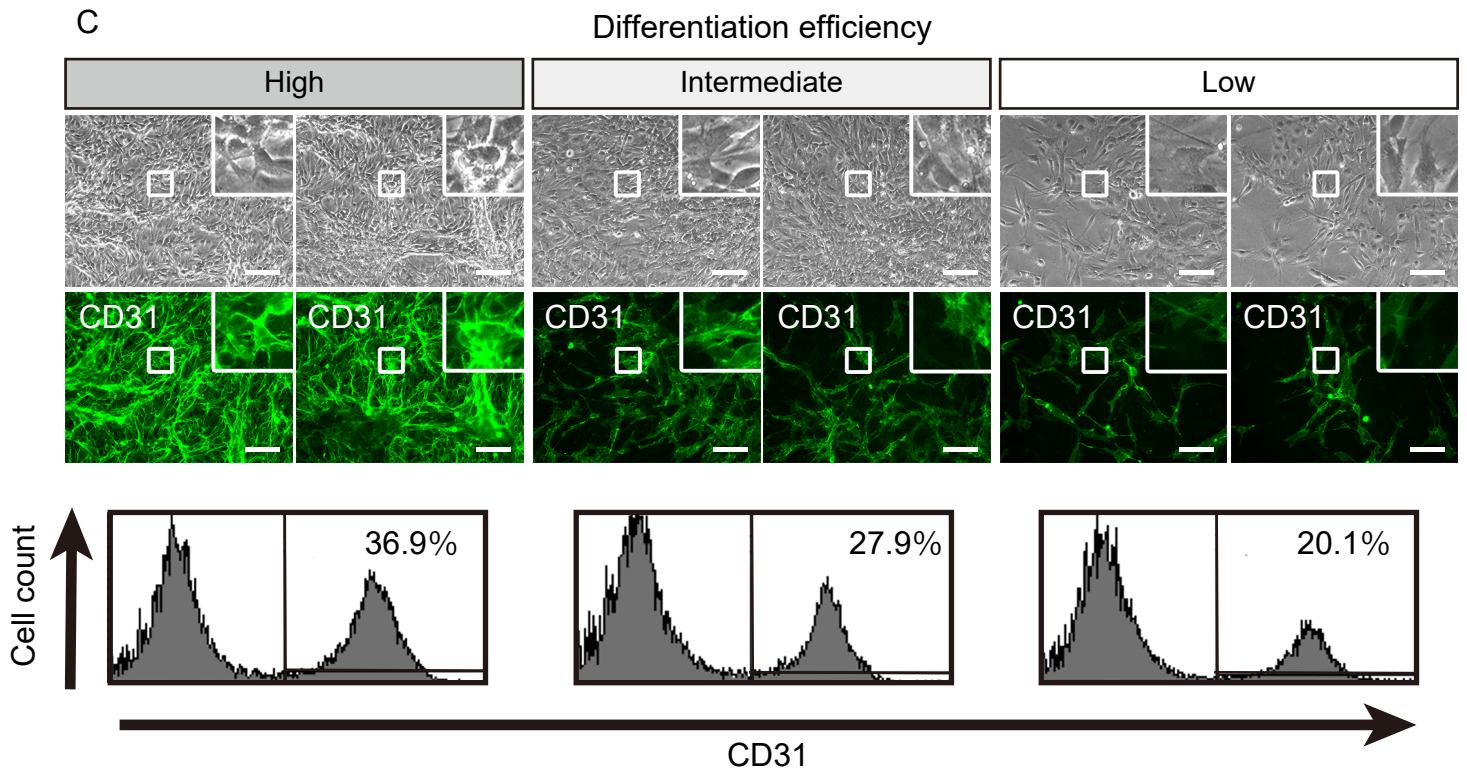 C
Differentiation efficiency
High
Intermediate
Low
CD31
CD31
CD31
CD31
CD31
CD31
Cell count
36.9%
27.9%
20.1%
CD31